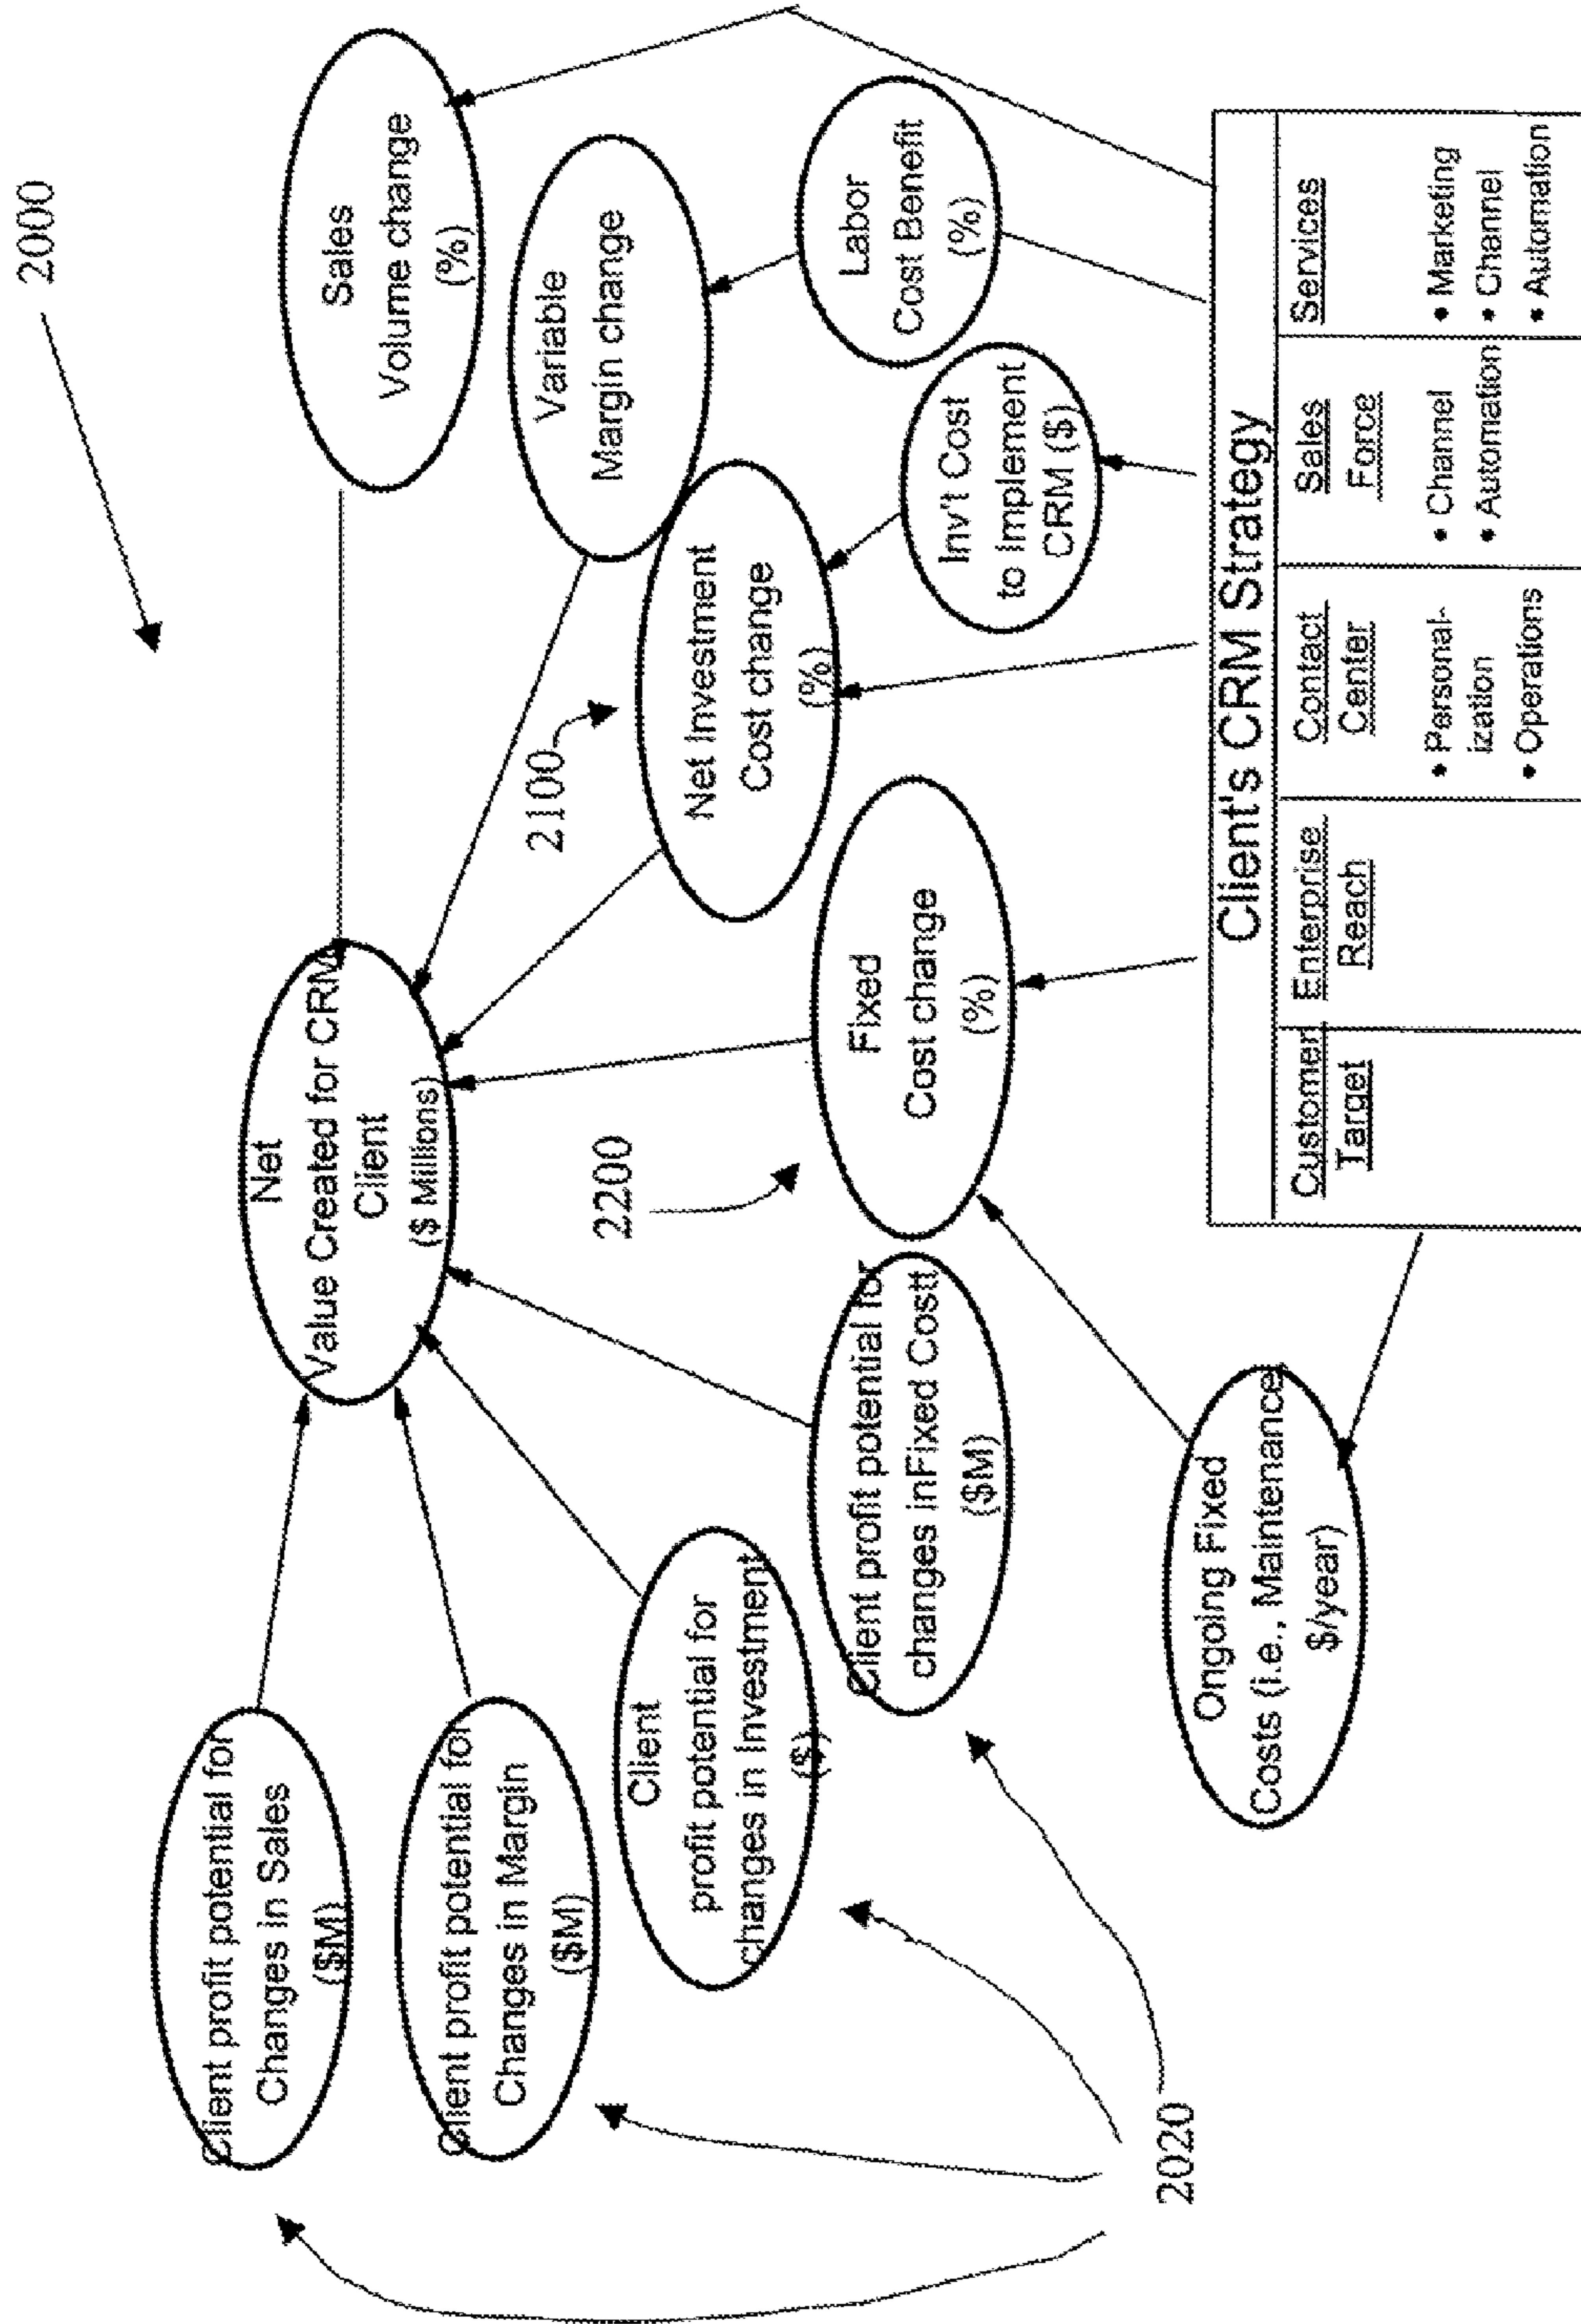 2000
Net
Value Created for CRM
Client
($ Millions)
Client profit potential for
Changes in Sales
($M)
Client profit potential for
Changes in Margin
($M)
Client
profit potential for
changes in Investment
($)
Client profit potential for
changes inFixed Costt
($M)
Sales
Volume change
(%)
Variable
Margin change
2100
Net Investment
Cost change
(%)
2200
Fixed
Cost change
(%)
Labor
Cost Benefit
(%)
Inv't Cost
to Implement
CRM ($)
2020
Ongoing Fixed
Costs (i.e., Maintenance
$/year)
Client's CRM Strategy
Customer
Target
Enterprise
Reach
Contact
Center
• Personal-
ization
• Operations
Sales
Force
• Channel
• Automation
Services
• Marketing
• Channel
• Automation